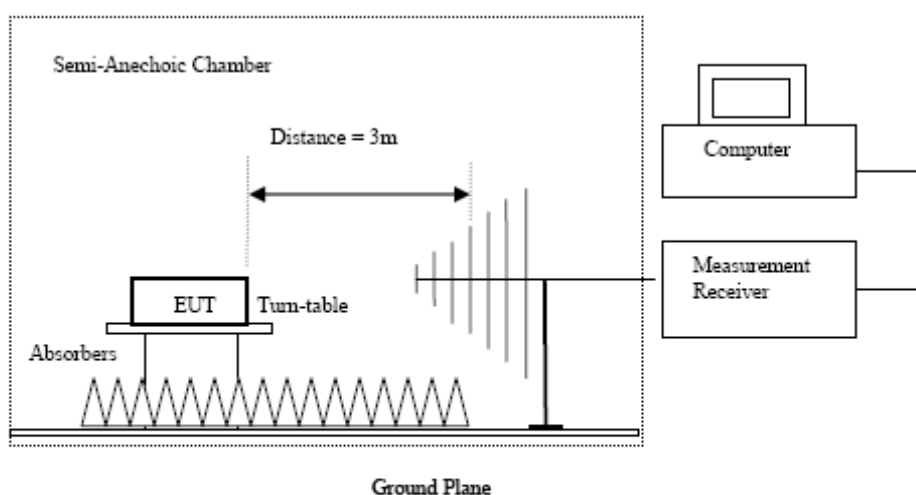 Semi-Anechoic Chamber
Distance = 3m
Computer
Measurement
Receiver
EUT
Turn-table
Absorbers
Ground Plane